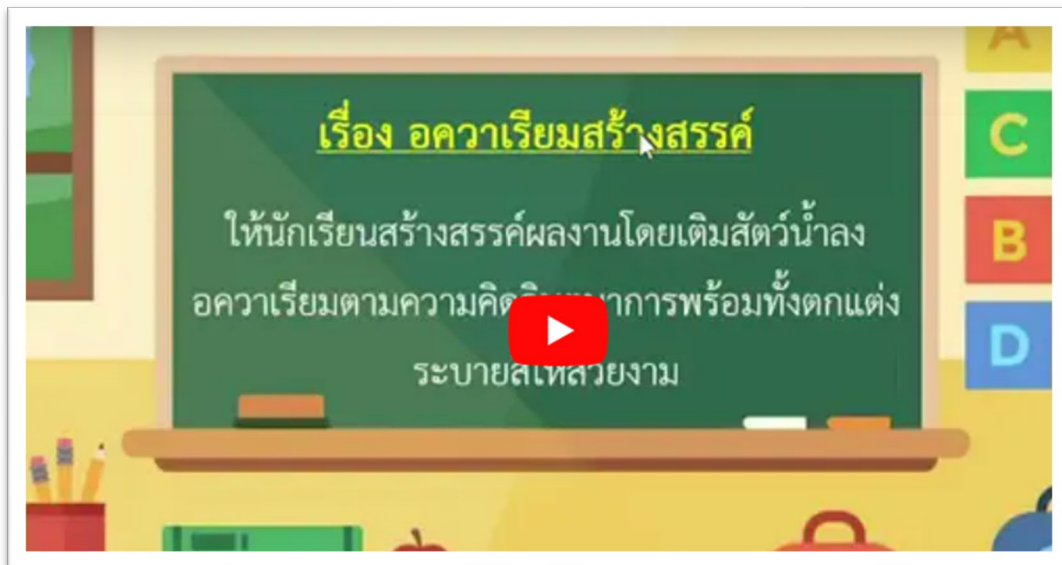 เรื่อง อควาเรียมสร้างสรรค์
ให้นักเรียนสร้างสรรค์ผลงานโดยเติมสัตว์น้ำลง
อควาเรียมตามความคิด การพร้อมทั้งตกแต่ง
ระบายสีให้สวยงาม
A
C
B
D